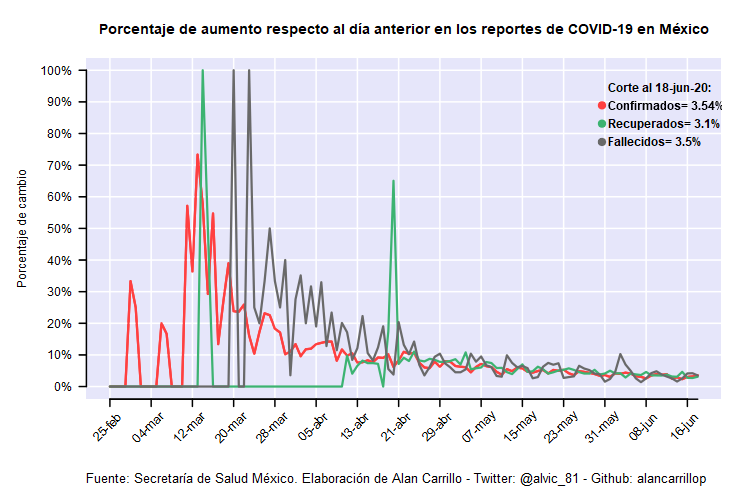 Porcentaje de aumento respecto al día anterior en los reportes de COVID-19 en México
Corte al 18-jun-20:
Confirmados= 3.54%
Recuperados= 3.1%
Fallecidos= 3.5%
Porcentaje de cambio
100%
90%
80%
70%
60%
50%
40%
30%
20%
10%
0%
25-feb
04-mar
12-mar
20-mar
28-mar
05-abr
13-abr
21-abr
29-abr
07-may
15-may
23-may
31-may
08-jun
16-jun
Fuente: Secretaría de Salud México. Elaboración de Alan Carrillo - Twitter: @alvic_81 - Github: alancarrillop